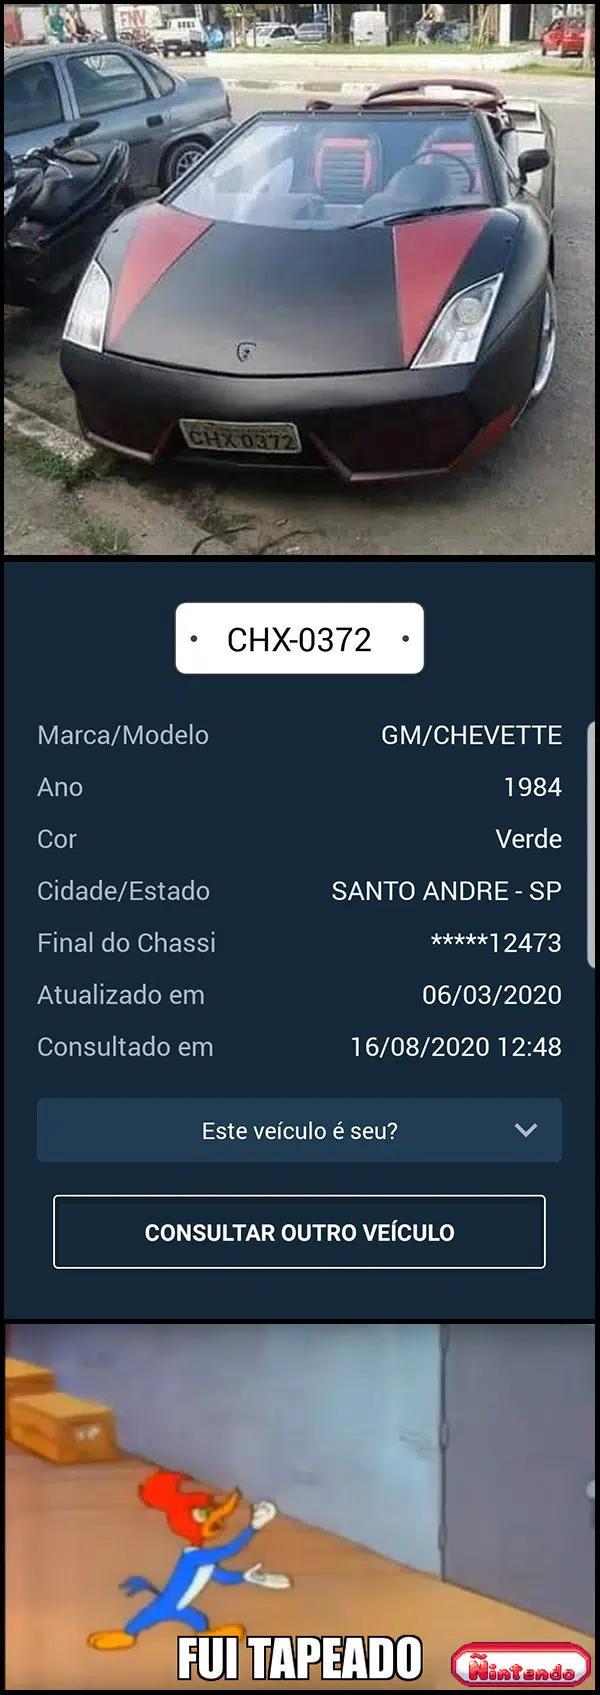 FNV
CHX 0372
CHX-0372
Marca/Modelo GM/CHEVETTE
Ano 1984
Cor Verde
Cidade/Estado SANTO ANDRE - SP
Final do Chassi *****12473
Atualizado em 06/03/2020
Consultado em 16/08/2020 12:48
Este veículo é seu?
CONSULTAR OUTRO VEÍCULO
FUI TAPEADO
Ñintendo